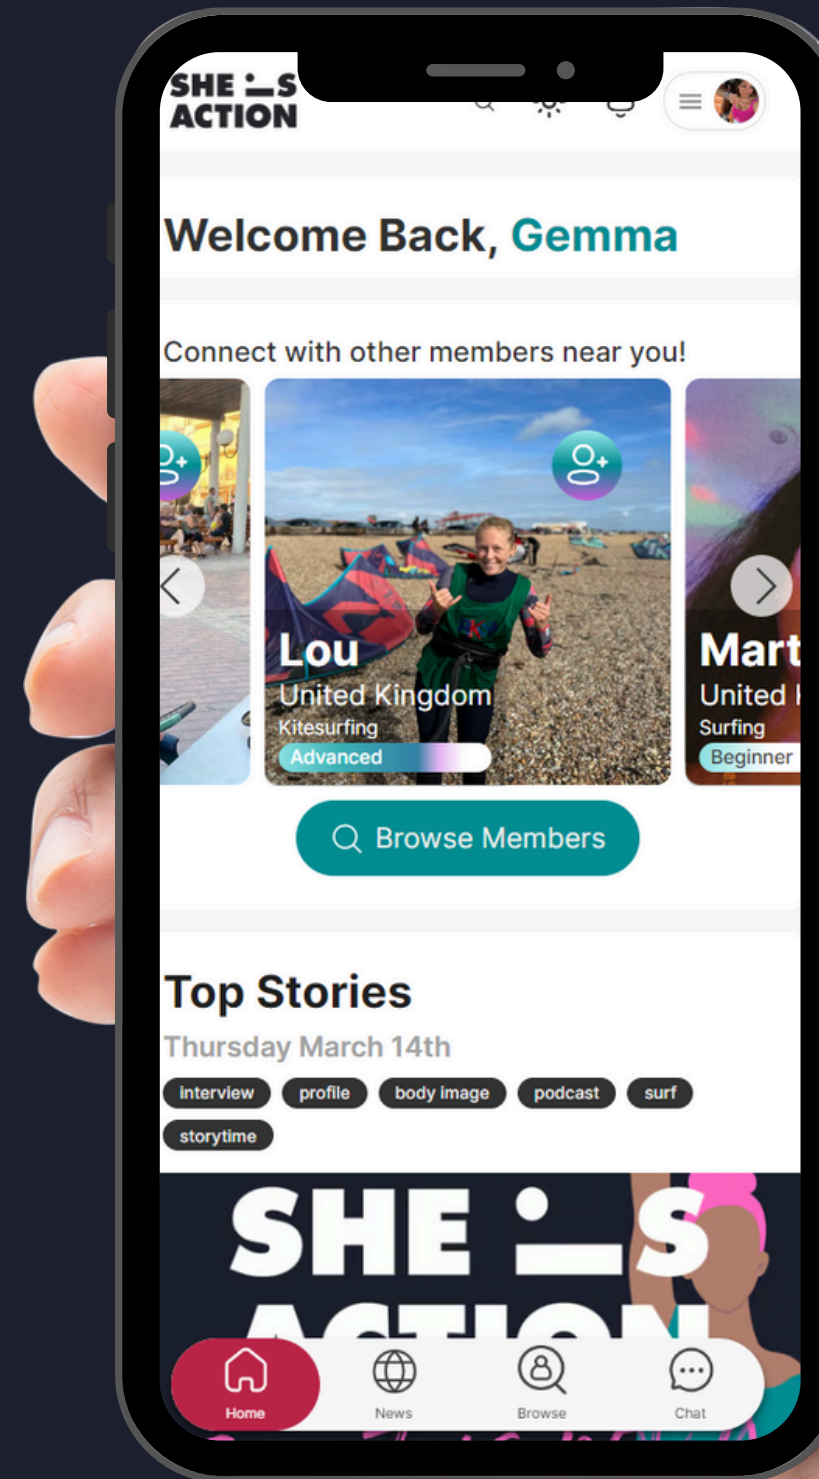 SHE IS
ACTION
Welcome Back, Gemma
Connect with other members near you!
Lou
United Kingdom
Kitesurfing
Advanced
Mart
United
Surfing
Beginner
Browse Members
Top Stories
Thursday March 14th
interview profile body image podcast surf
storytime
SHE IS
ACTION
Home News Browse Chat